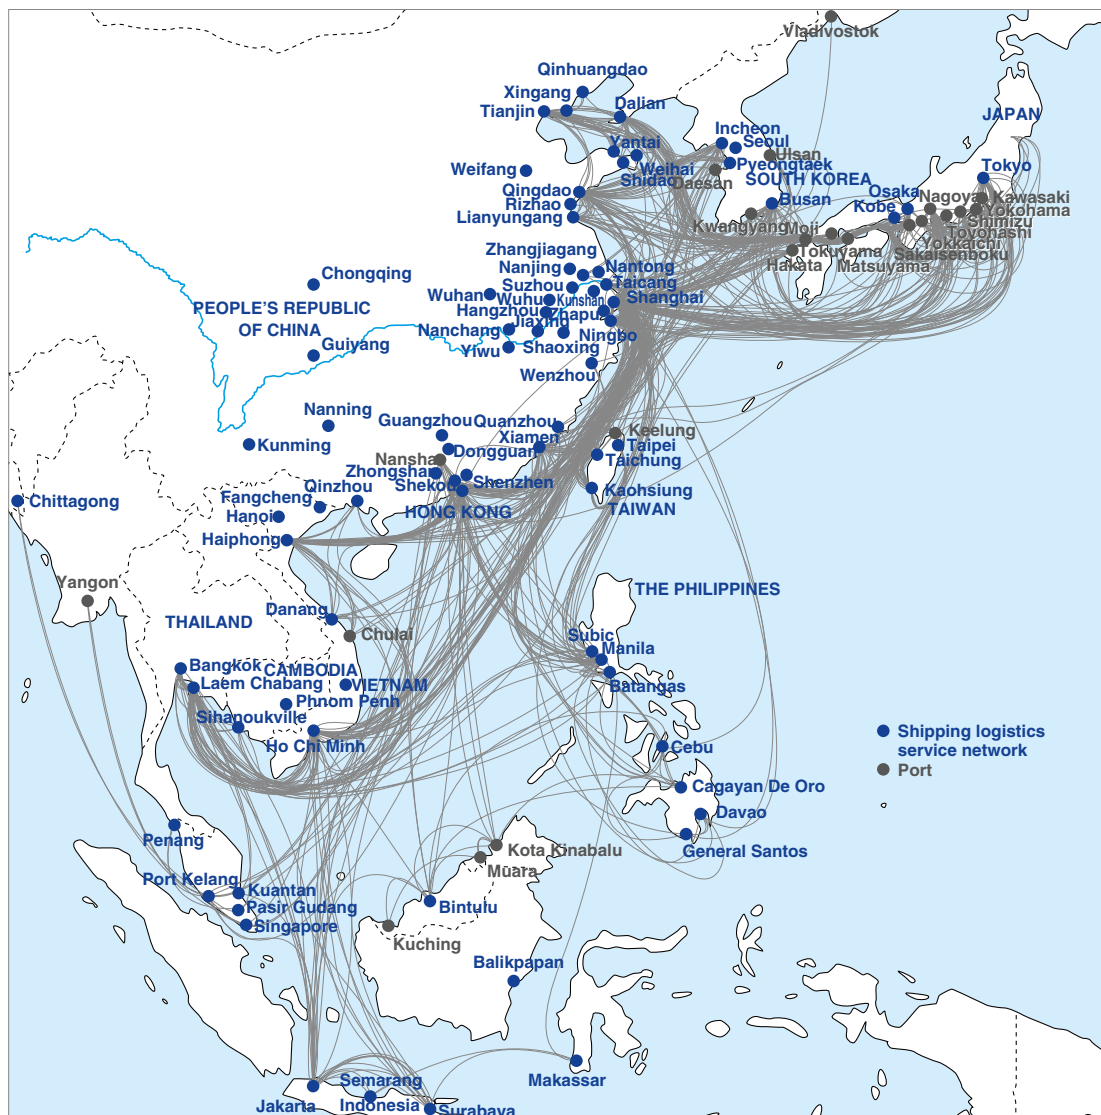 Vladivostok
Qinhuangdao
Xingang
Tianjin
Dalian
JAPAN
Incheon
Seoul
Yantai
Ulsan
Weihai
Pyeongtaek
Weifang
Shidao
Daesan
SOUTH KOREA
Tokyo
Qingdao
Osaka
Nagoya
Kawasaki
Rizhao
Busan
Kobe
Yokohama
Lianyungang
Kwangyang
Moji
Shimizu
Toyohashi
Zhangjiagang
Tokuyama
Yokkaichi
Sakaisenboku
Hakata
Matsuyama
Chongqing
Nanjing
Nantong
Suzhou
Taicang
Wuhan
Wuhu
Kunshan
Shanghai
PEOPLE'S REPUBLIC
OF CHINA
Hangzhou
Zhapu
Jiaxing
Nanchang
Ningbo
Guiyang
Yiwu
Shaoxing
Wenzhou
Nanning
Guangzhou
Quanzhou
Keelung
Xiamen
Kunming
Dongguan
Taipei
Nansha
Taichung
Zhongshan
Shekou
Shenzhen
Qinzhou
Kaohsiung
Chittagong
Fangcheng
Hanoi
HONG KONG
TAIWAN
Haiphong
Yangon
THE PHILIPPINES
Danang
THAILAND
Chulai
Subic
Manila
Bangkok
CAMBODIA
Laem Chabang
VIETNAM
Batangas
Phnom Penh
Sihanoukville
Ho Chi Minh
Cebu
Shipping logistics
service network
Port
Cagayan De Oro
Davao
Penang
Kota Kinabalu
General Santos
Muara
Port Kelang
Kuantan
Pasir Gudang
Bintulu
Singapore
Kuching
Balikpapan
Makassar
Semarang
Jakarta
Indonesia
Surabaya